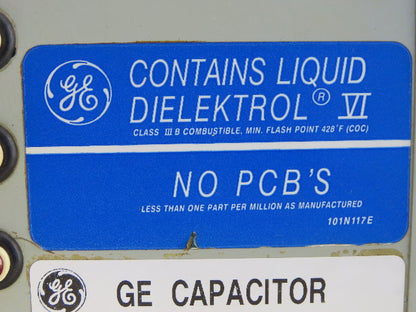 GE CONTAINS LIQUID
DIELEKTROL® VI
CLASS III B COMBUSTIBLE, MIN. FLASH POINT 428°F (COC)
NO PCB'S
LESS THAN ONE PART PER MILLION AS MANUFACTURED
101N117E
GE GE CAPACITOR